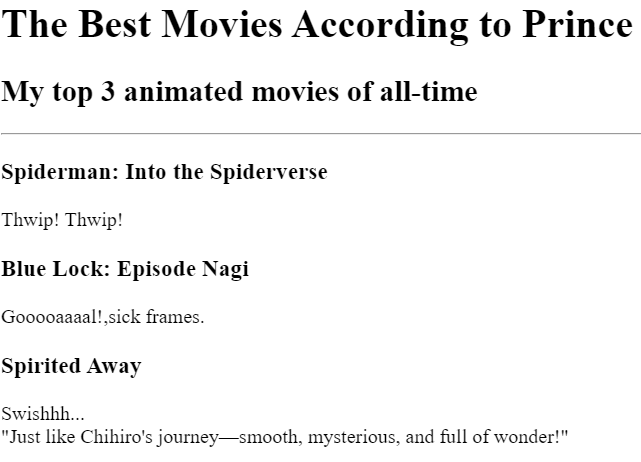 The Best Movies According to Prince
My top 3 animated movies of all-time
Spiderman: Into the Spiderverse
Thwip! Thwip!
Blue Lock: Episode Nagi
Gooooaaaal!,sick frames.
Spirited Away
Swishhh...
"Just like Chihiro's journey—smooth, mysterious, and full of wonder!"